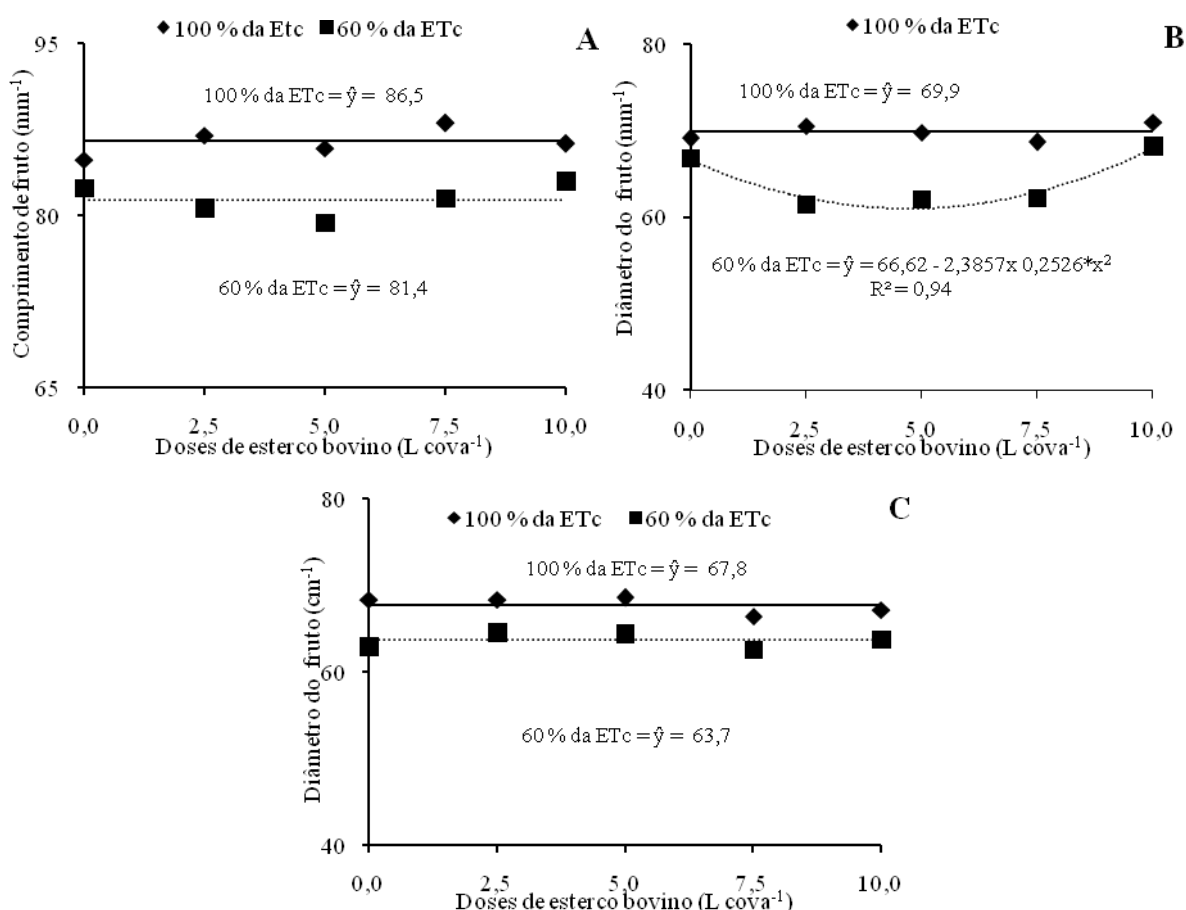 ◆ 100 % da Etc ■ 60 % da ETc
A
95
80
65
Comprimento de fruto (mm⁻¹)
100 % da ETc = ŷ = 86,5
60 % da ETc = ŷ = 81,4
0,0 2,5 5,0 7,5 10,0
Doses de esterco bovino (L cova⁻¹)
◆ 100 % da ETc
B
80
60
40
Diâmetro do fruto (mm⁻¹)
100 % da ETc = ŷ = 69,9
60 % da ETc = ŷ = 66,62 - 2,3857x 0,2526*x²
R² = 0,94
0,0 2,5 5,0 7,5 10,0
Doses de esterco bovino (L cova⁻¹)
◆ 100 % da ETc ■ 60 % da ETc
C
80
60
40
Diâmetro do fruto (cm⁻¹)
100 % da ETc = ŷ = 67,8
60 % da ETc = ŷ = 63,7
0,0 2,5 5,0 7,5 10,0
Doses de esterco bovino (L cova⁻¹)